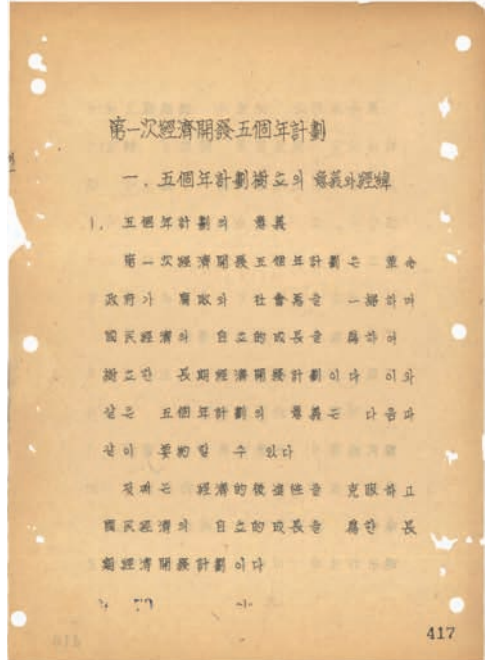 第一次經濟開發五個年計劃
一. 五個年計劃樹立의 意義와 經緯
1. 五個年計劃의 意義
第一次經濟開發五個年計劃은 革命
政府가 腐敗와 社會惡을 一掃하며
國民經濟의 自立的成長을 爲하여
樹立한 長期經濟開發計劃이다 이와
같은 五個年計劃의 意義는 다음과
같이 要約할 수 있다
첫째는 經濟的後進性을 克服하고
國民經濟의 自立的成長을 爲한 長
期經濟開發計劃이다
417